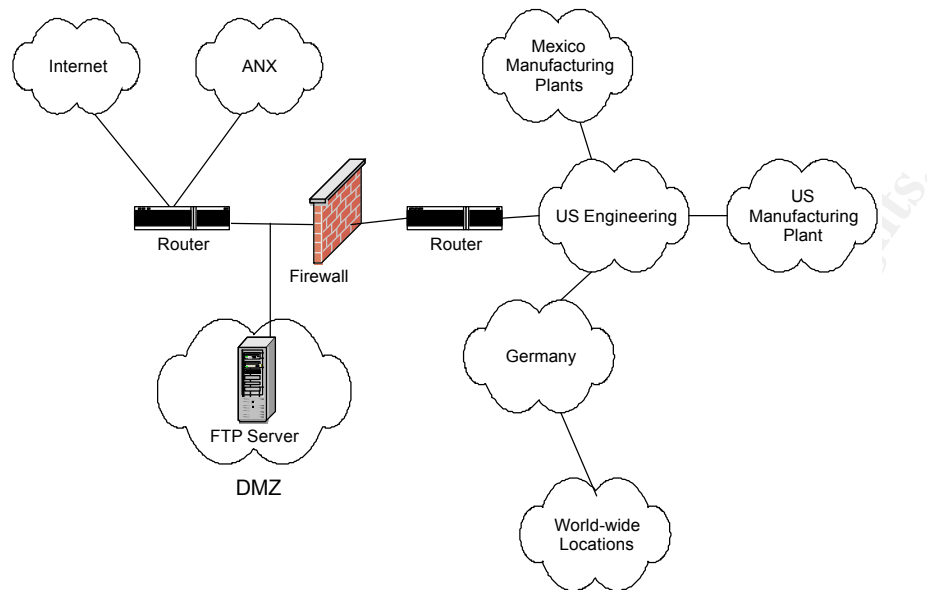 Internet
ANX
Mexico
Manufacturing
Plants
Router
Firewall
Router
US Engineering
US
Manufacturing
Plant
Germany
FTP Server
DMZ
World-wide
Locations